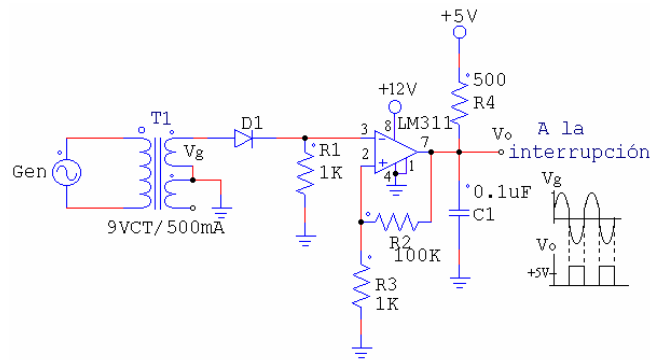 +5V
500
R4
+12V
T1
D1
LM311
8
3
7
2
4
1
Vg
Gen
R1
1K
Vo
A la
interrupción
0.1uF
C1
Vg
Vo
+5V
R2
100K
9VCT/500mA
R3
1K